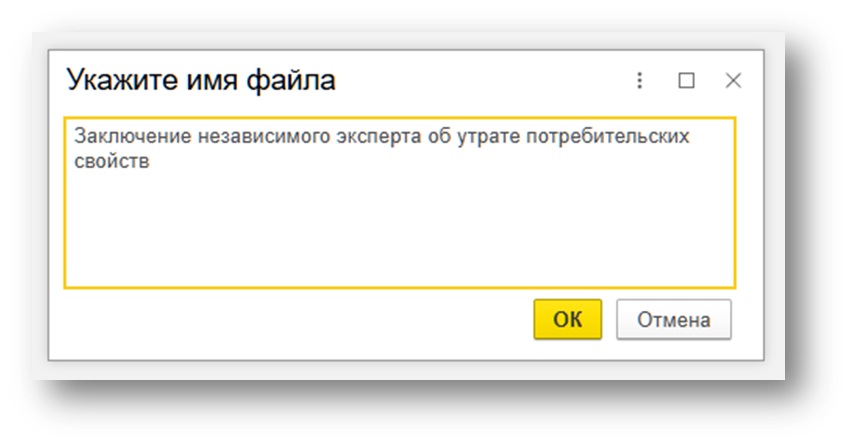 Укажите имя файла
Заключение независимого эксперта об утрате потребительских
свойств
ОК
Отмена